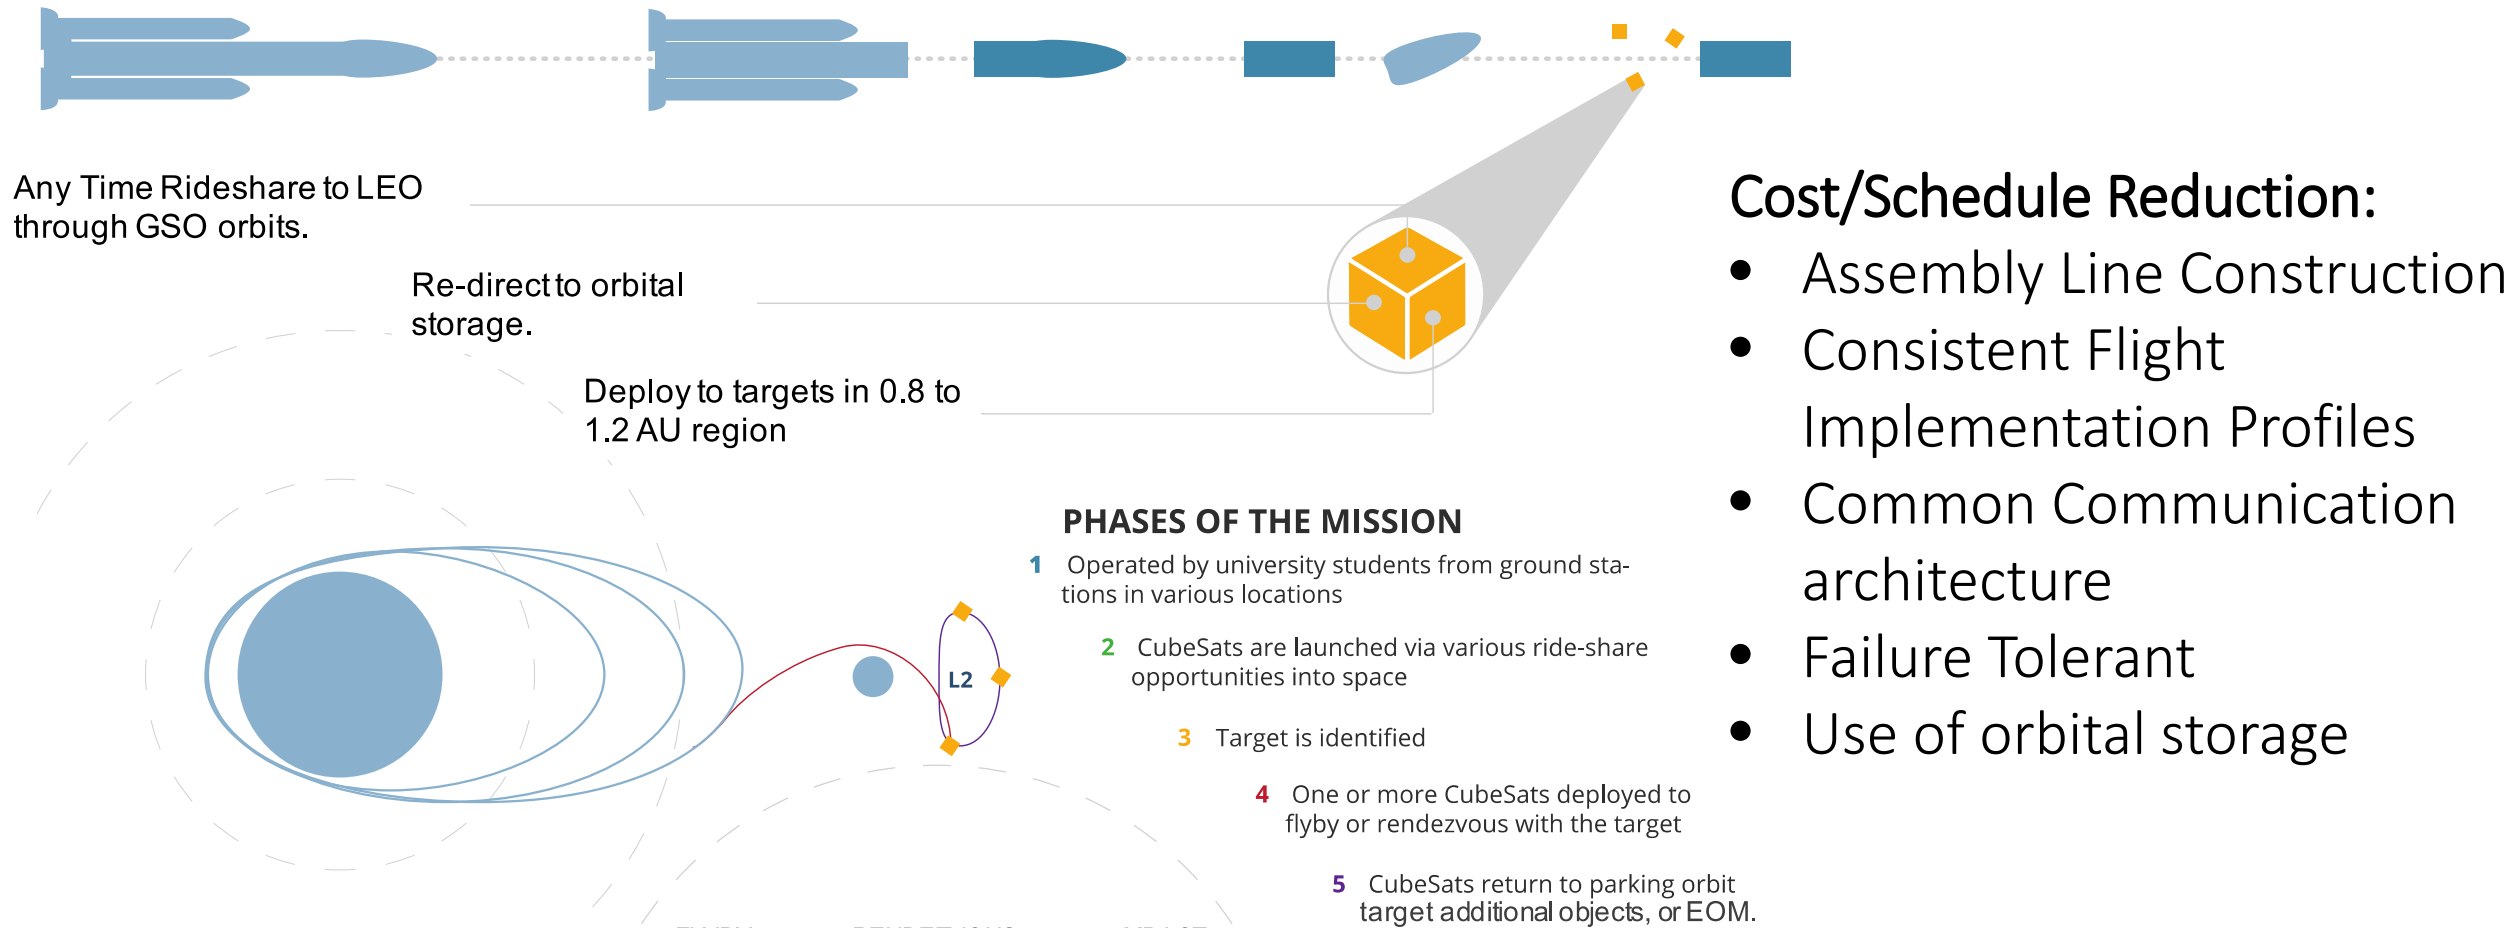 Any Time Rideshare to LEO
through GSO orbits.
Re-direct to orbital
storage.
Deploy to targets in 0.8 to
1.2 AU region
L2
PHASES OF THE MISSION
1 Operated by university students from ground sta-
tions in various locations
2 CubeSats are launched via various ride-share
opportunities into space
3 Target is identified
4 One or more CubeSats deployed to
flyby or rendezvous with the target
5 CubeSats return to parking orbit
target additional objects, or EOM.
Cost/Schedule Reduction:
• Assembly Line Construction
• Consistent Flight
Implementation Profiles
• Common Communication
architecture
• Failure Tolerant
• Use of orbital storage